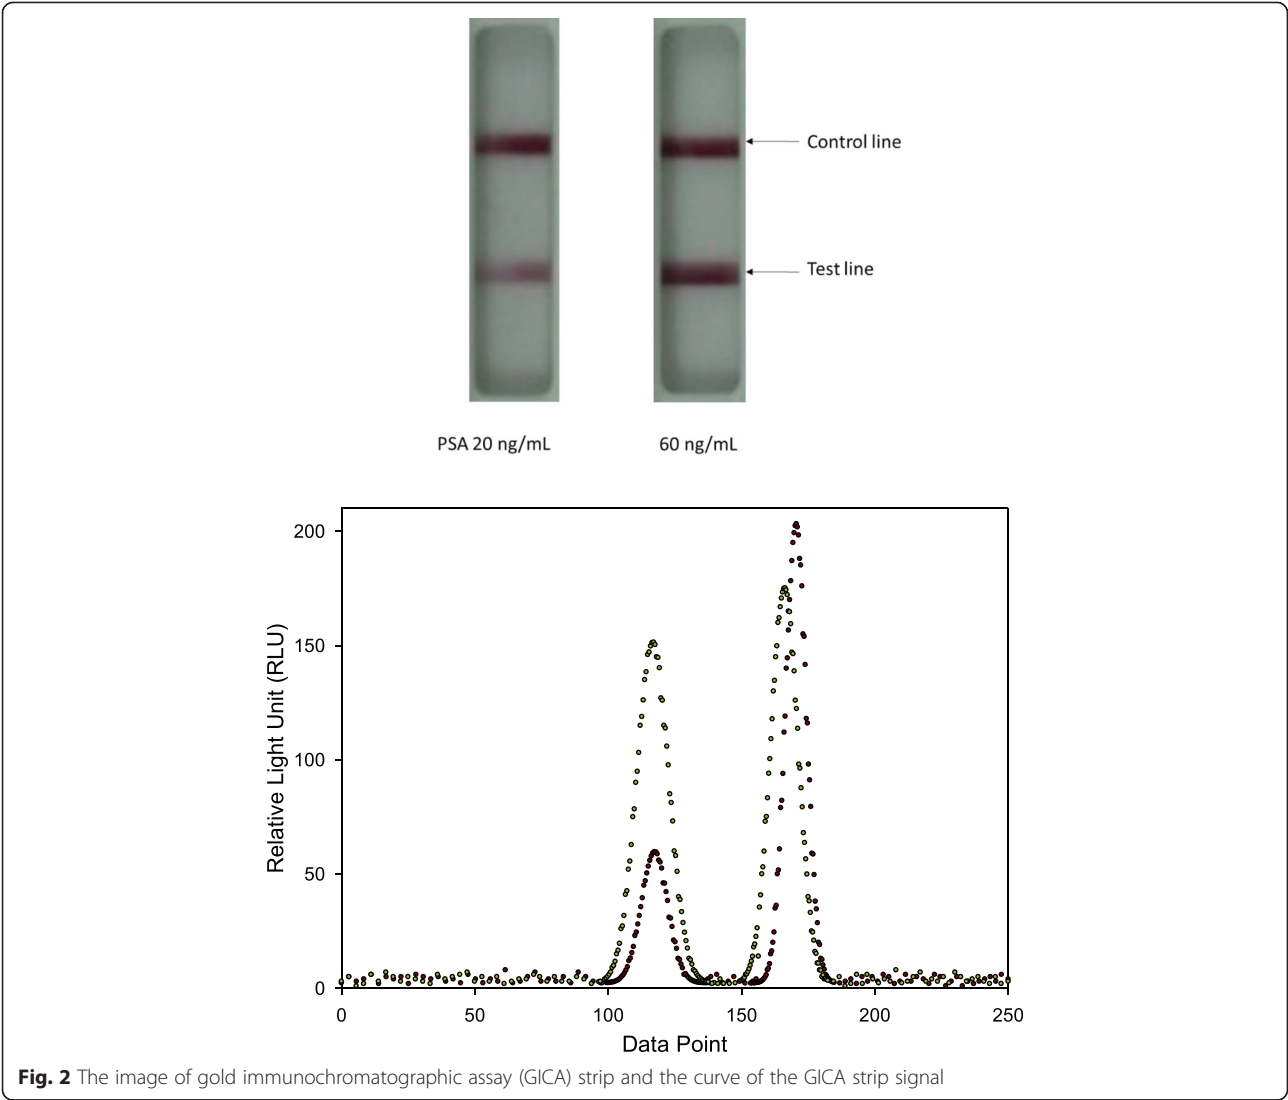 Control line
Test line
PSA 20 ng/mL
60 ng/mL
200
150
100
50
0
Relative Light Unit (RLU)
0 50 100 150 200 250
Data Point
Fig. 2 The image of gold immunochromatographic assay (GICA) strip and the curve of the GICA strip signal